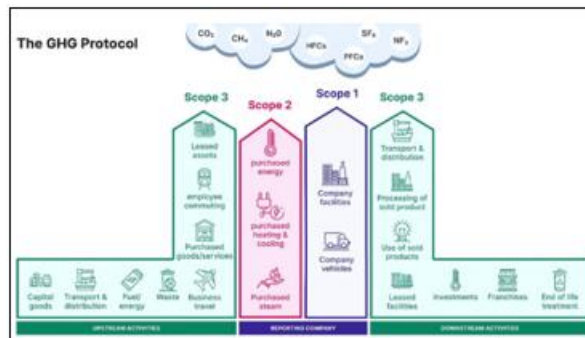 The GHG Protocol
CO₂
CH₄
N₂O
HFCs
PFCs
SF₆
NF₃
Scope 3
Scope 2
Scope 1
Scope 3
Leased
assets
employee
commuting
Purchased
goods/services
Capital
goods
Transport &
distribution
Fuel/
energy
Waste
Business
travel
purchased
energy
purchased
heating &
cooling
Purchased
steam
Company
facilities
Company
vehicles
Transport &
distribution
Processing of
sold product
Use of sold
products
Leased
facilities
Investments
Franchises
End of life
treatment
UPSTREAM ACTIVITIES
REPORTING COMPANY
DOWNSTREAM ACTIVITIES